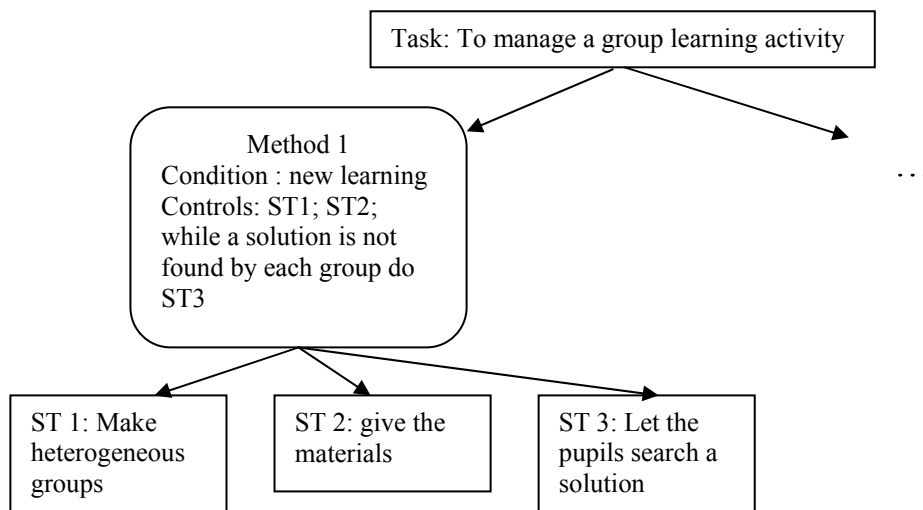 Task: To manage a group learning activity
Method 1
Condition : new learning
Controls: ST1; ST2;
while a solution is not
found by each group do
ST3
. .
ST 1: Make
heterogeneous
groups
ST 2: give the
materials
ST 3: Let the
pupils search a
solution